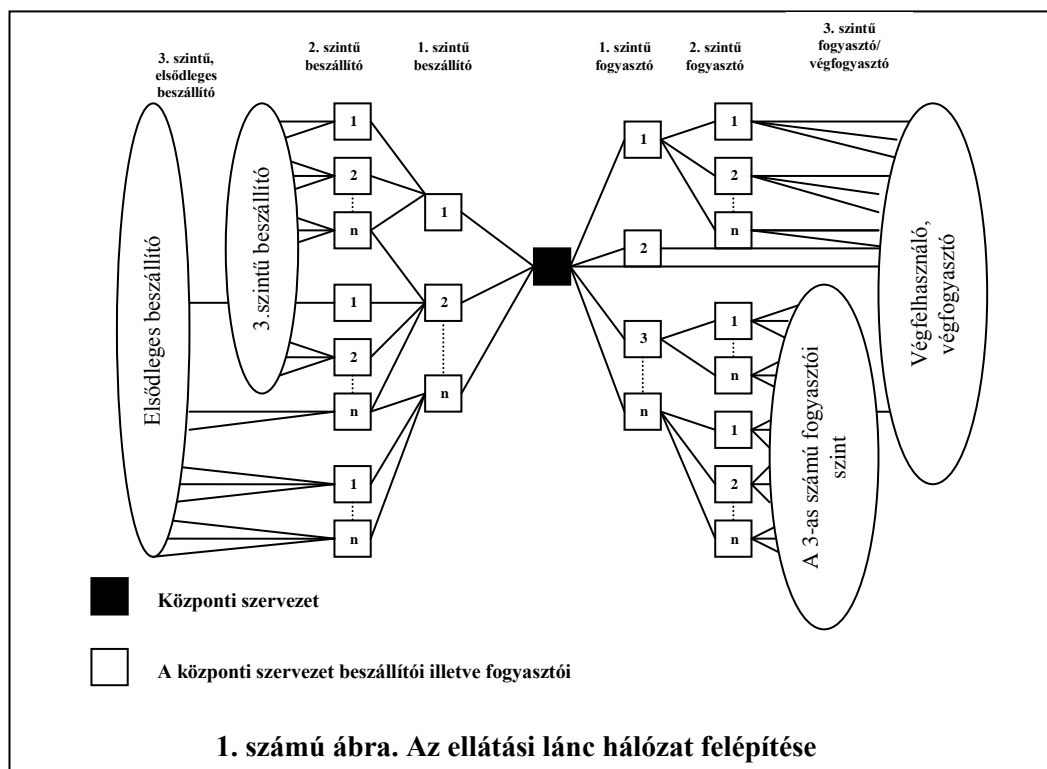 3. szintű,
elsődleges
beszállító
2. szintű
beszállító
1. szintű
beszállító
1. szintű
fogyasztó
2. szintű
fogyasztó
3. szintű
fogyasztó/
végfogyasztó
Elsődleges beszállító
3.szintű beszállító
1
2
n
1
2
n
1
n
1
2
n
1
2
3
n
1
2
n
1
n
1
2
n
A 3-as számú fogyasztói
szint
Végfelhasználó,
végfogyasztó
Központi szervezet
A központi szervezet beszállítói illetve fogyasztói
1. számú ábra. Az ellátási lánc hálózat felépítése